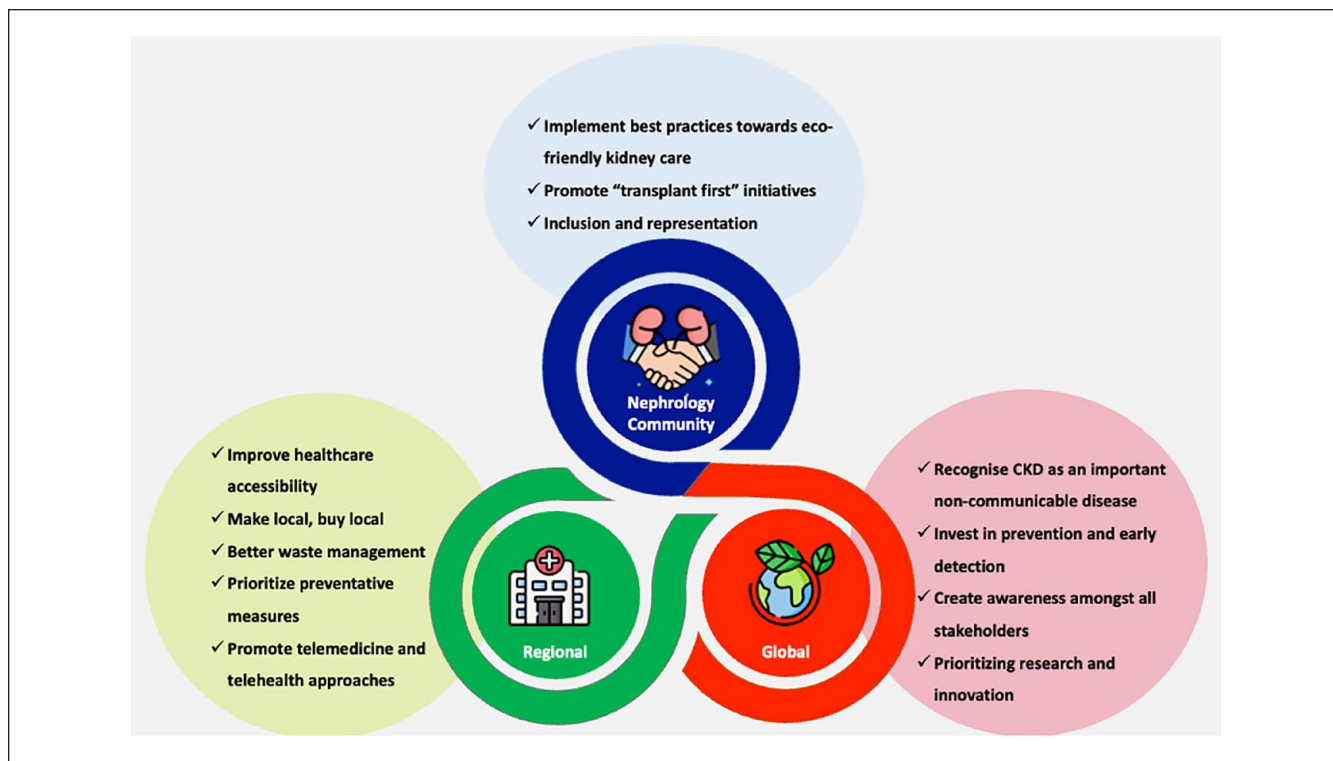 ✓ Implement best practices towards eco-
friendly kidney care
✓ Promote “transplant first” initiatives
✓ Inclusion and representation
Nephrology
Community
✓ Improve healthcare
accessibility
✓ Make local, buy local
✓ Better waste management
✓ Prioritize preventative
measures
✓ Promote telemedicine and
telehealth approaches
Regional
Global
✓ Recognise CKD as an important
non-communicable disease
✓ Invest in prevention and early
detection
✓ Create awareness amongst all
stakeholders
✓ Prioritizing research and
innovation